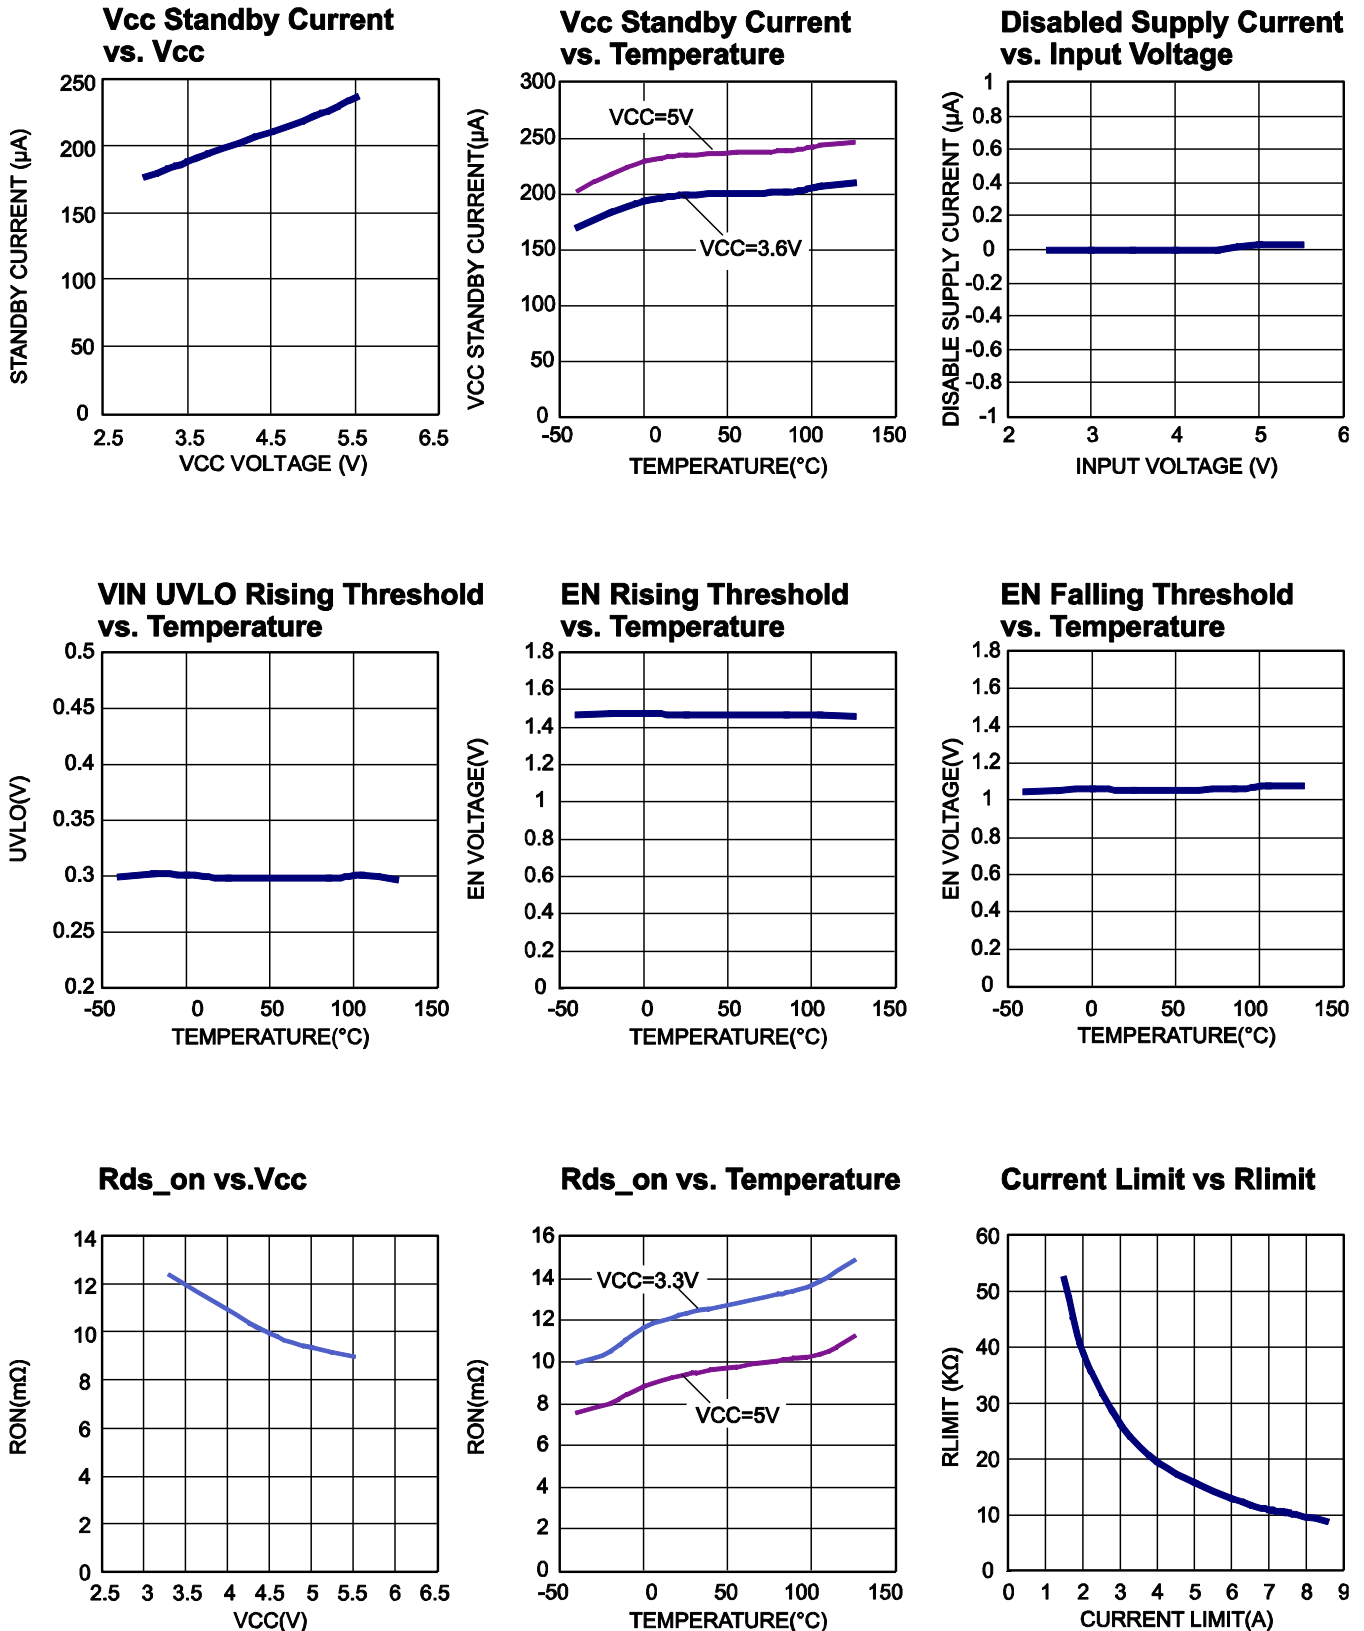 Vcc Standby Current
vs. Vcc
250
200
150
100
50
0
2.5 3.5 4.5 5.5 6.5
STANDBY CURRENT (µA)
VCC VOLTAGE (V)
Vcc Standby Current
vs. Temperature
300
250
200
150
100
50
0
-50 0 50 100 150
VCC=5V
VCC=3.6V
VCC STANDBY CURRENT(µA)
TEMPERATURE(°C)
Disabled Supply Current
vs. Input Voltage
1
0.8
0.6
0.4
0.2
0
-0.2
-0.4
-0.6
-0.8
-1
2 3 4 5 6
DISABLE SUPPLY CURRENT (µA)
INPUT VOLTAGE (V)
VIN UVLO Rising Threshold
vs. Temperature
0.5
0.45
0.4
0.35
0.3
0.25
0.2
-50 0 50 100 150
UVLO(V)
TEMPERATURE(°C)
EN Rising Threshold
vs. Temperature
1.8
1.6
1.4
1.2
1
0.8
0.6
0.4
0.2
0
-50 0 50 100 150
EN VOLTAGE(V)
TEMPERATURE(°C)
EN Falling Threshold
vs. Temperature
1.8
1.6
1.4
1.2
1
0.8
0.6
0.4
0.2
0
-50 0 50 100 150
EN VOLTAGE(V)
TEMPERATURE(°C)
Rds_on vs.Vcc
14
12
10
8
6
4
2
0
2.5 3 3.5 4 4.5 5 5.5 6 6.5
RON(mΩ)
VCC(V)
Rds_on vs. Temperature
16
14
12
10
8
6
4
2
0
-50 0 50 100 150
VCC=3.3V
VCC=5V
RON(mΩ)
TEMPERATURE(°C)
Current Limit vs Rlimit
60
50
40
30
20
10
0
0 1 2 3 4 5 6 7 8 9
RLIMIT (KΩ)
CURRENT LIMIT(A)